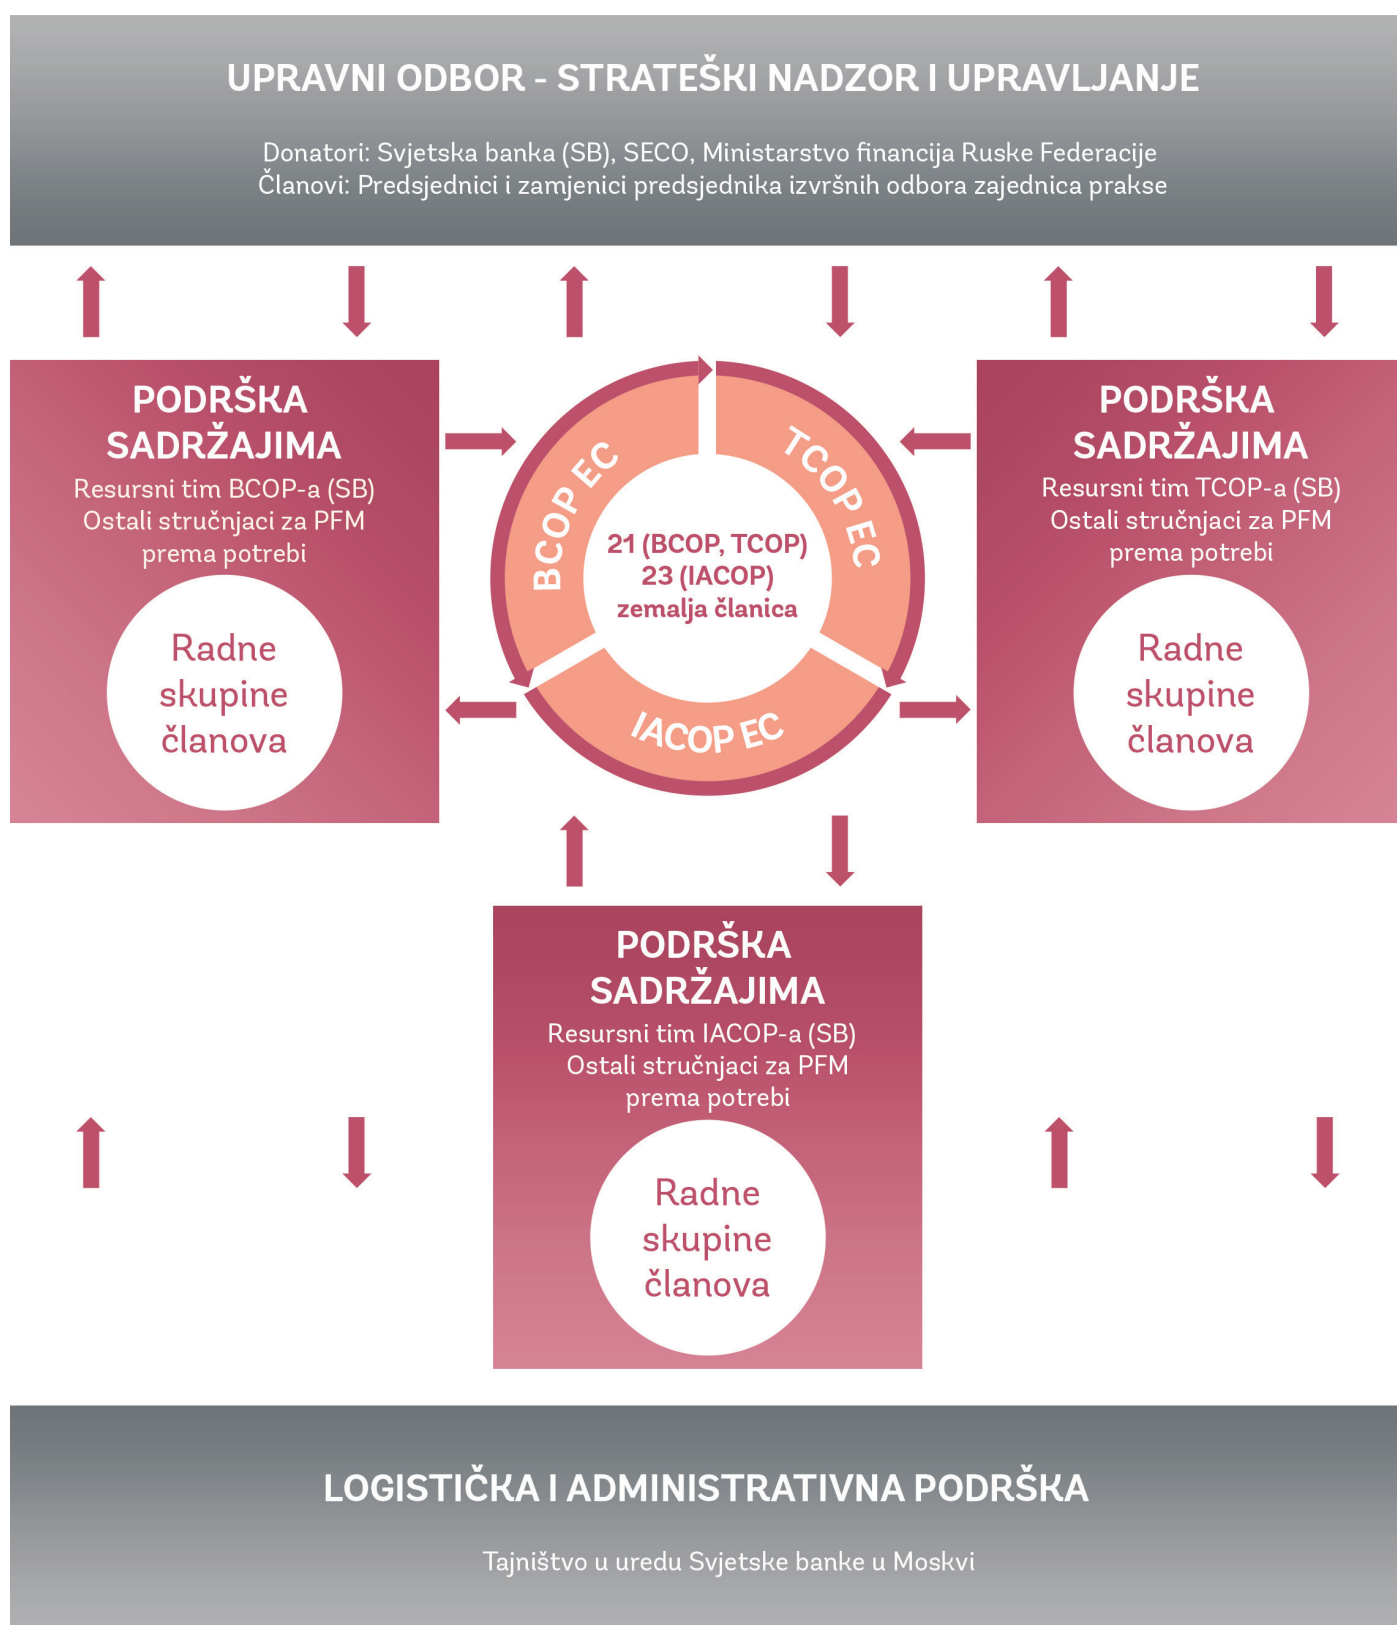 UPRAVNI ODBOR - STRATEŠKI NADZOR I UPRAVLJANJE
Donatori: Svjetska banka (SB), SECO, Ministarstvo financija Ruske Federacije
Članovi: Predsjednici i zamjenici predsjednika izvršnih odbora zajednica prakse
PODRŠKA
SADRŽAJIMA
Resursni tim BCOP-a (SB)
Ostali stručnjaci za PFM
prema potrebi
Radne
skupine
članova
BCOP EC
TCOP EC
IACOP EC
21 (BCOP, TCOP)
23 (IACOP)
zemalja članica
PODRŠKA
SADRŽAJIMA
Resursni tim TCOP-a (SB)
Ostali stručnjaci za PFM
prema potrebi
Radne
skupine
članova
PODRŠKA
SADRŽAJIMA
Resursni tim IACOP-a (SB)
Ostali stručnjaci za PFM
prema potrebi
Radne
skupine
članova
LOGISTIČKA I ADMINISTRATIVNA PODRŠKA
Tajništvo u uredu Svjetske banke u Moskvi